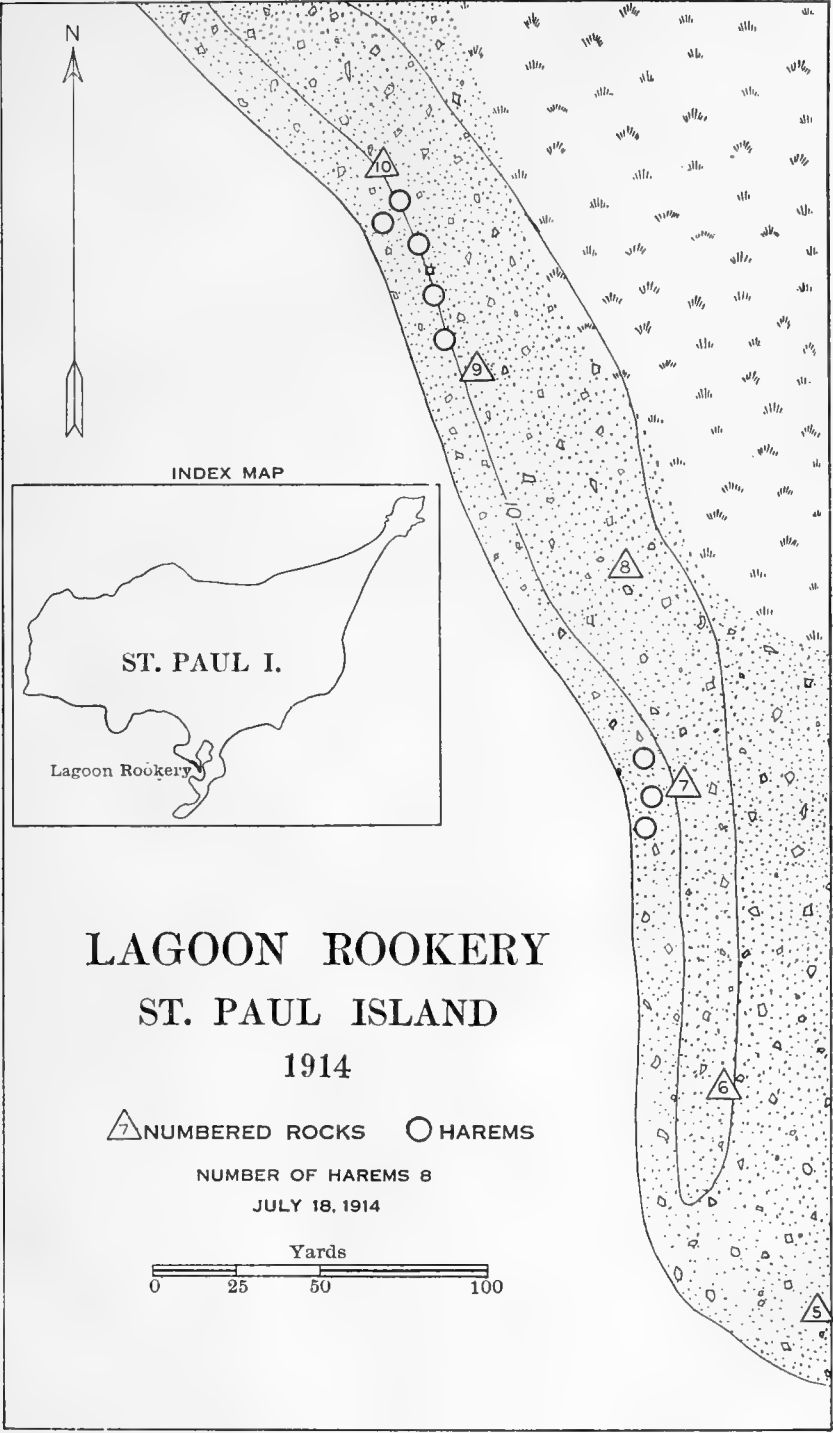 N
10
9
10
8
7
6
5
INDEX MAP
ST. PAUL I.
Lagoon Rookery
LAGOON ROOKERY
ST. PAUL ISLAND
1914
7 NUMBERED ROCKS HAREMS
NUMBER OF HAREMS 8
JULY 18, 1914
Yards
0 25 50 100